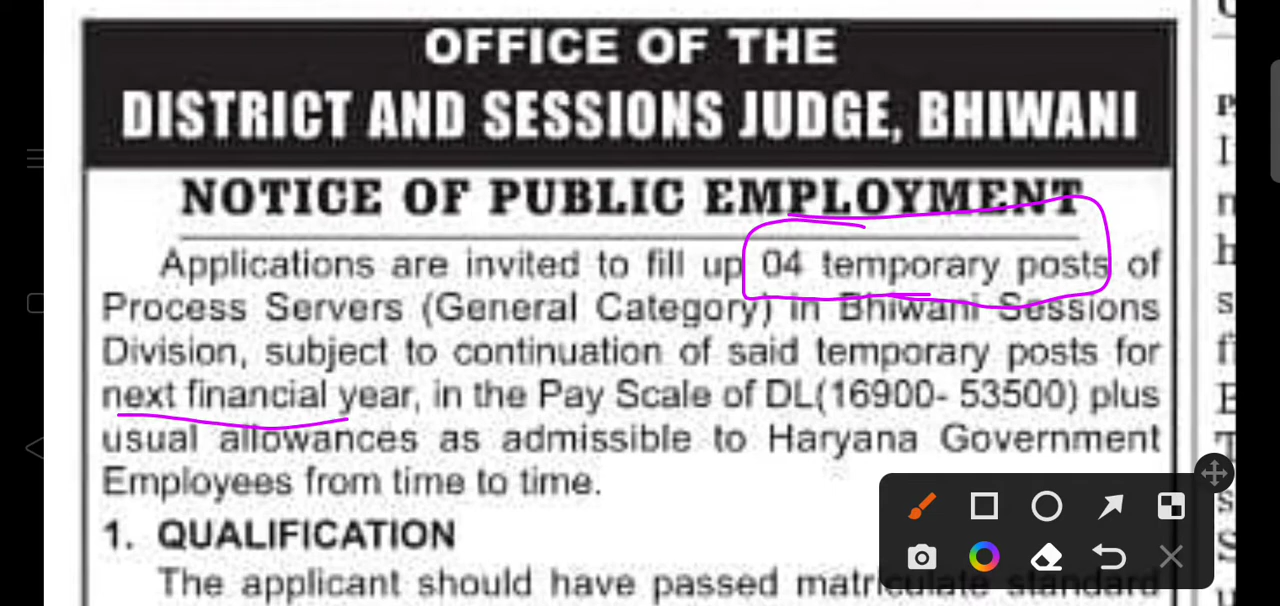 OFFICE OF THE
DISTRICT AND SESSIONS JUDGE, BHIWANI
NOTICE OF PUBLIC EMPLOYMENT
Applications are invited to fill up 04 temporary posts of
Process Servers (General Category) in Bhiwani Sessions
Division, subject to continuation of said temporary posts for
next financial year, in the Pay Scale of DL(16900- 53500) plus
usual allowances as admissible to Haryana Government
Employees from time to time.
1. QUALIFICATION
The applicant should have passed matriculate standard